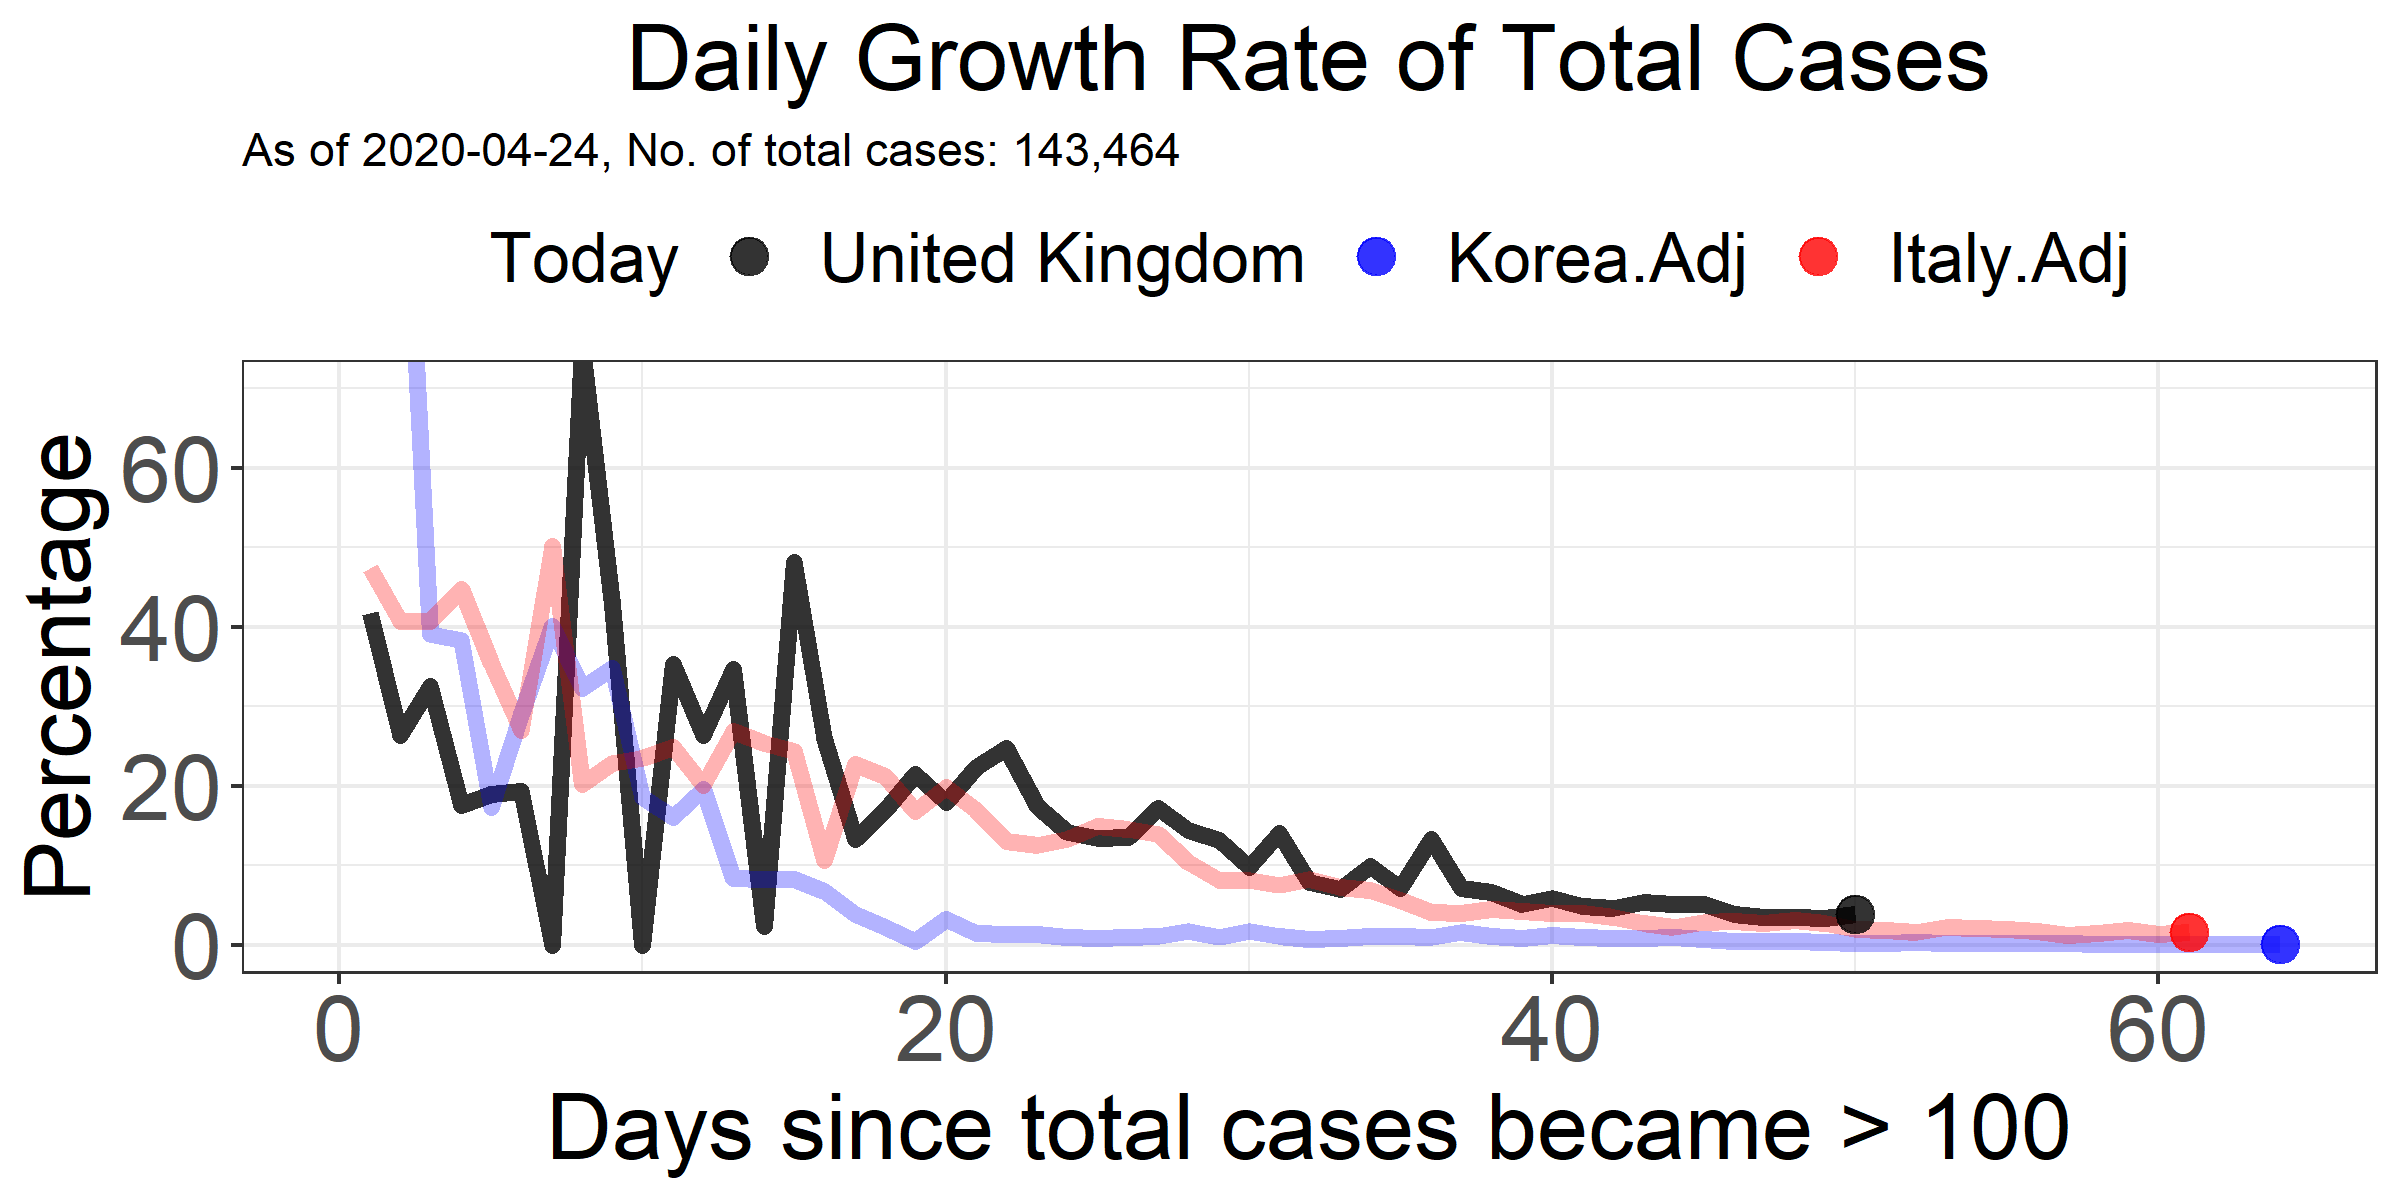 Daily Growth Rate of Total Cases
As of 2020-04-24, No. of total cases: 143,464
Today United Kingdom Korea.Adj Italy.Adj
Percentage
60
40
20
0
0 20 40 60
Days since total cases became > 100